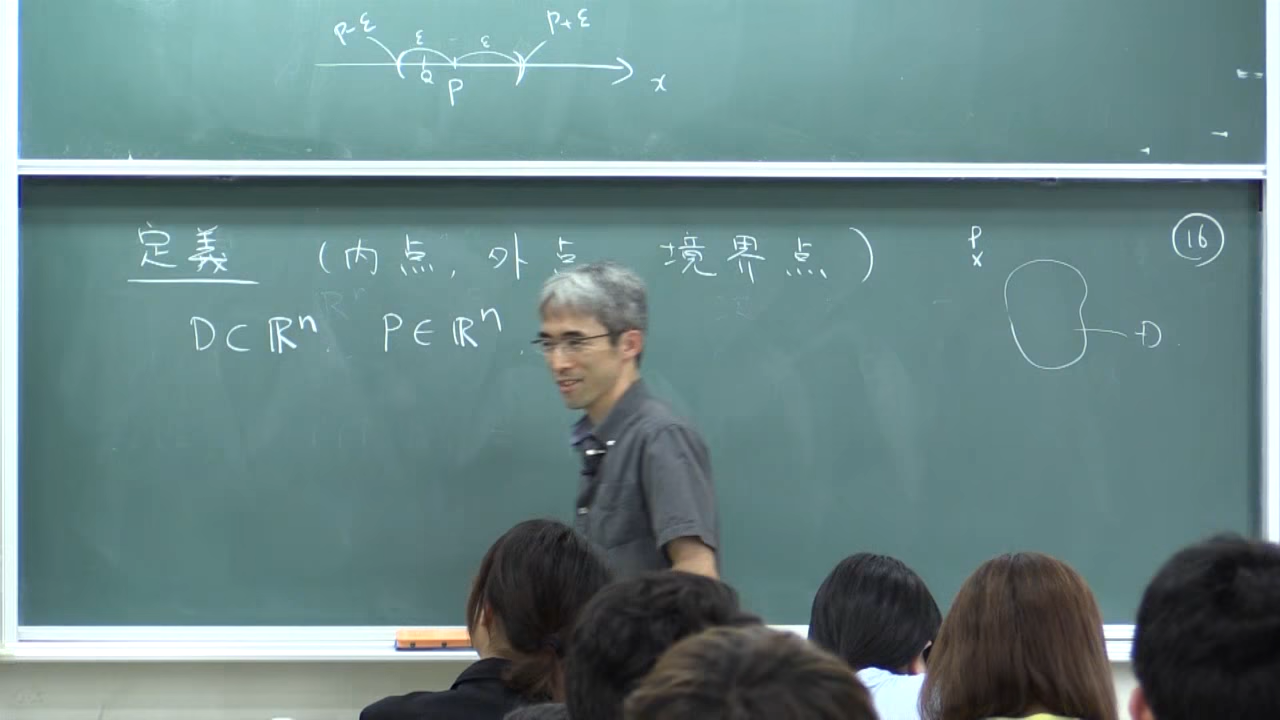 P-ε ε ε P+ε
Q P x
定義 (内点, 外点 境界点)
D⊂ℝⁿ, P∈ℝⁿ,
P
×
D
⑯